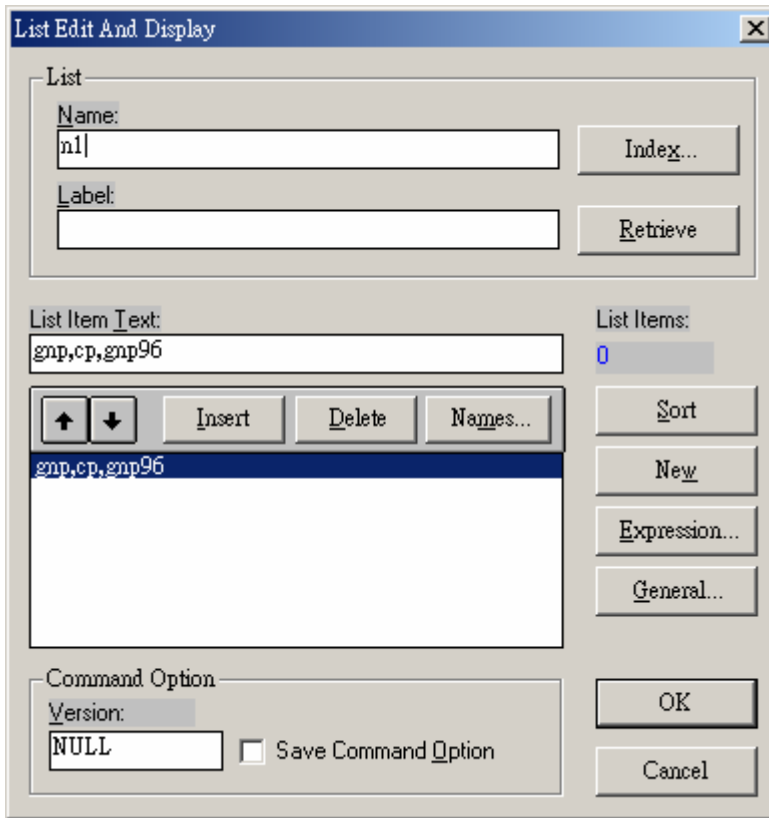 List Edit And Display
List
Name:
n1
Index...
Label:
Retrieve
List Item Text:
List Items:
gnp,cp,gnp96
0
Insert
Delete
Names...
Sort
gnp,cp,gnp96
New
Expression...
General...
Command Option
Version:
NULL
Save Command Option
OK
Cancel